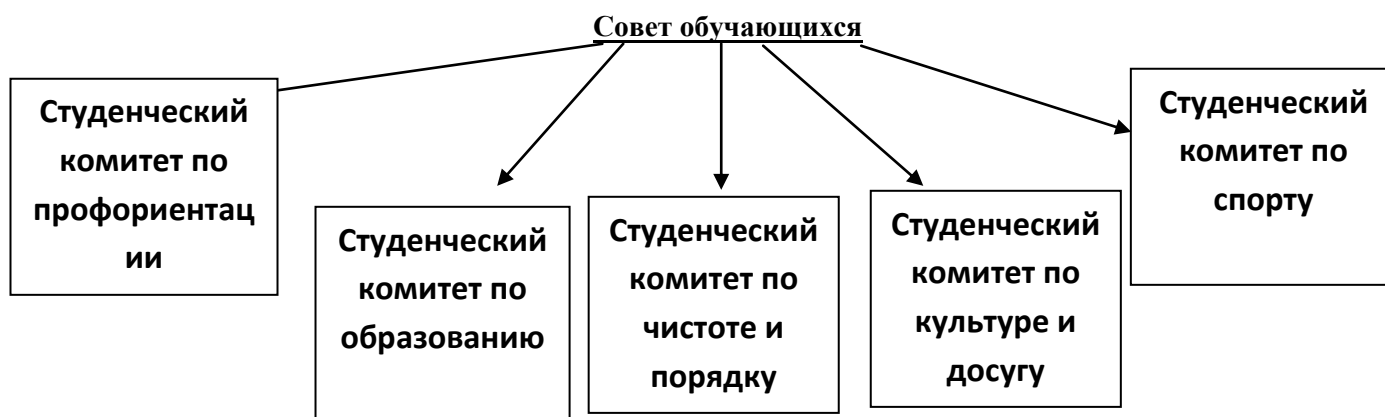 Совет обучающихся
Студенческий
комитет по
профориентац
ии
Студенческий
комитет по
образованию
Студенческий
комитет по
чистоте и
порядку
Студенческий
комитет по
культуре и
досугу
Студенческий
комитет по
спорту